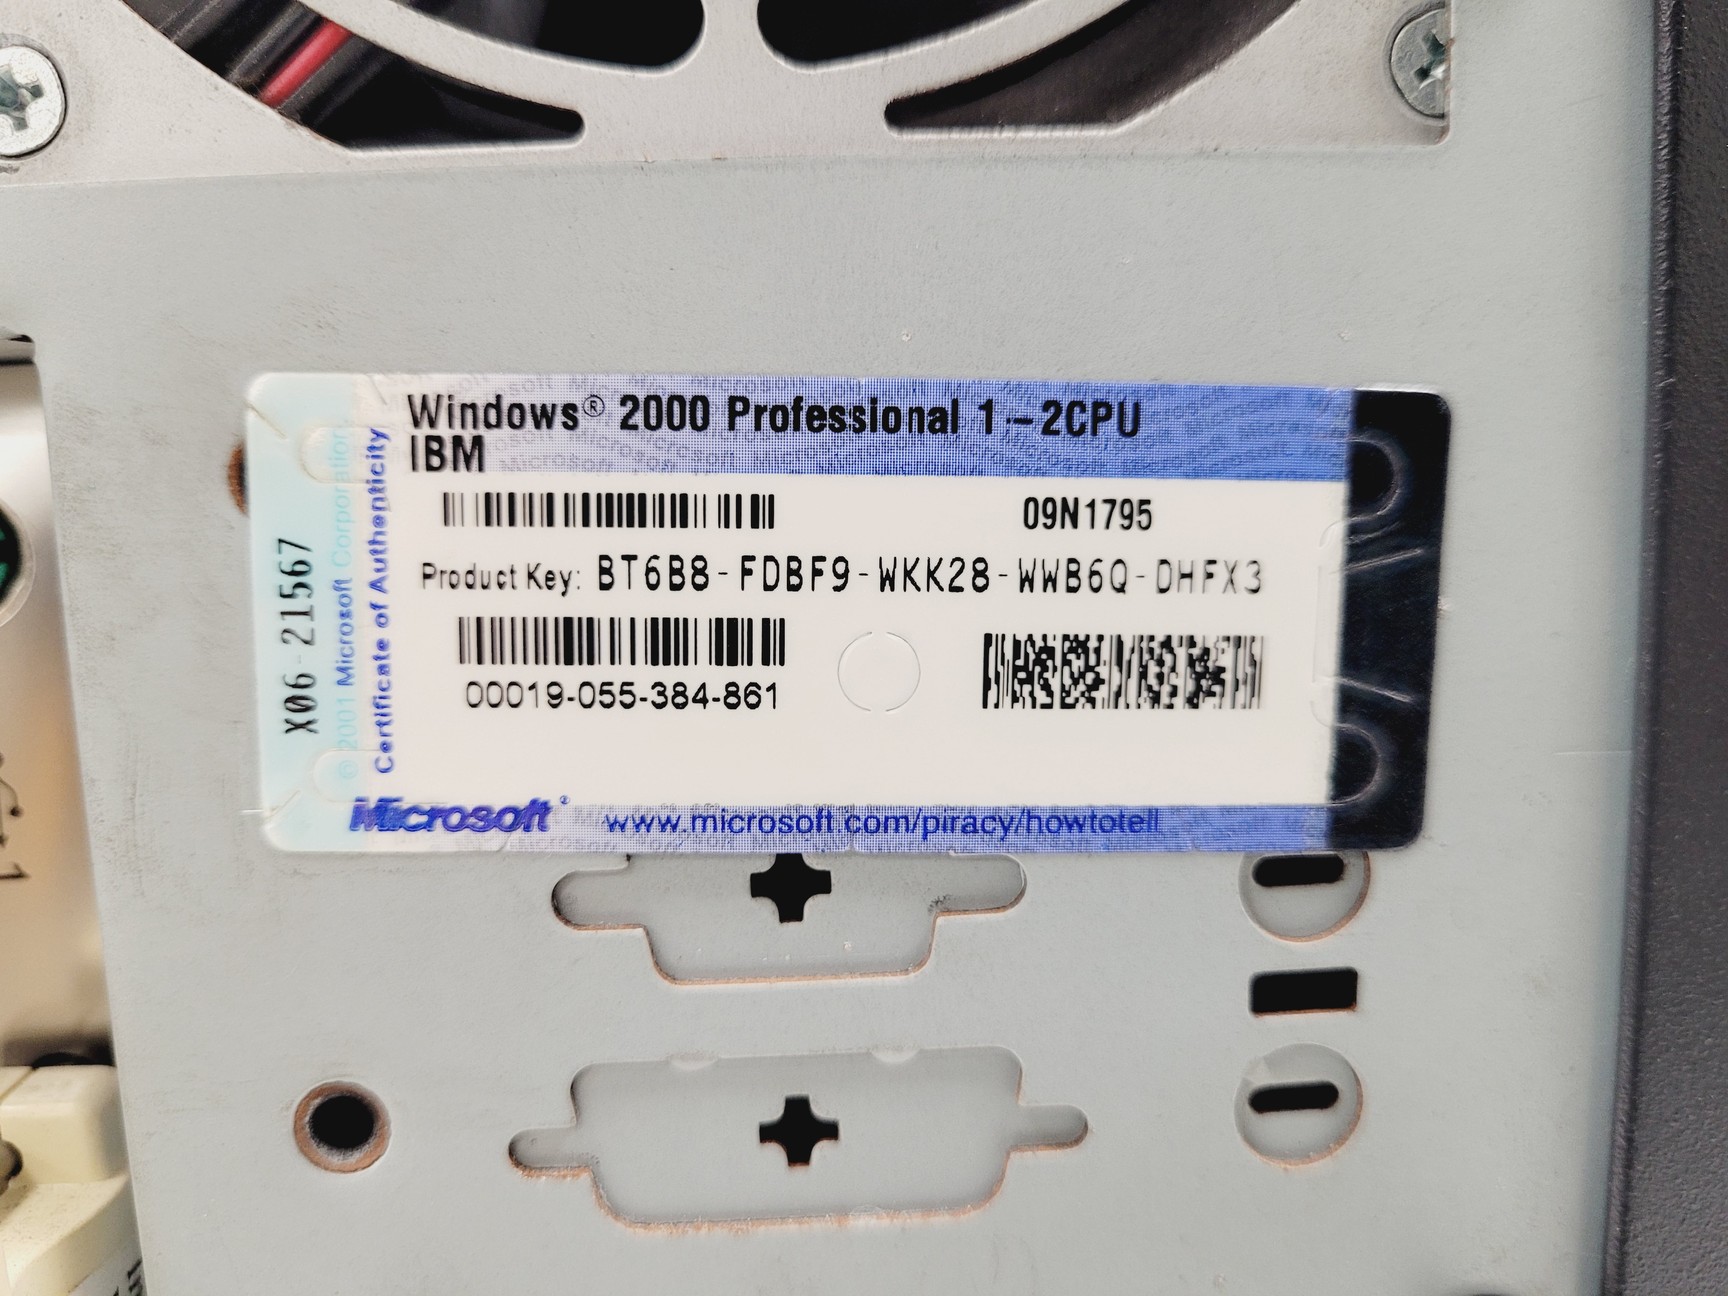 Windows® 2000 Professional 1-2CPU
IBM
09N1795
Product Key: BT6B8-FDBF9-WKK28-WWB6Q-DHFX3
00019-055-384-861
X06-21567
© 2001 Microsoft Corporation
Certificate of Authenticity
Microsoft®
www.microsoft.com/piracy/howtotell